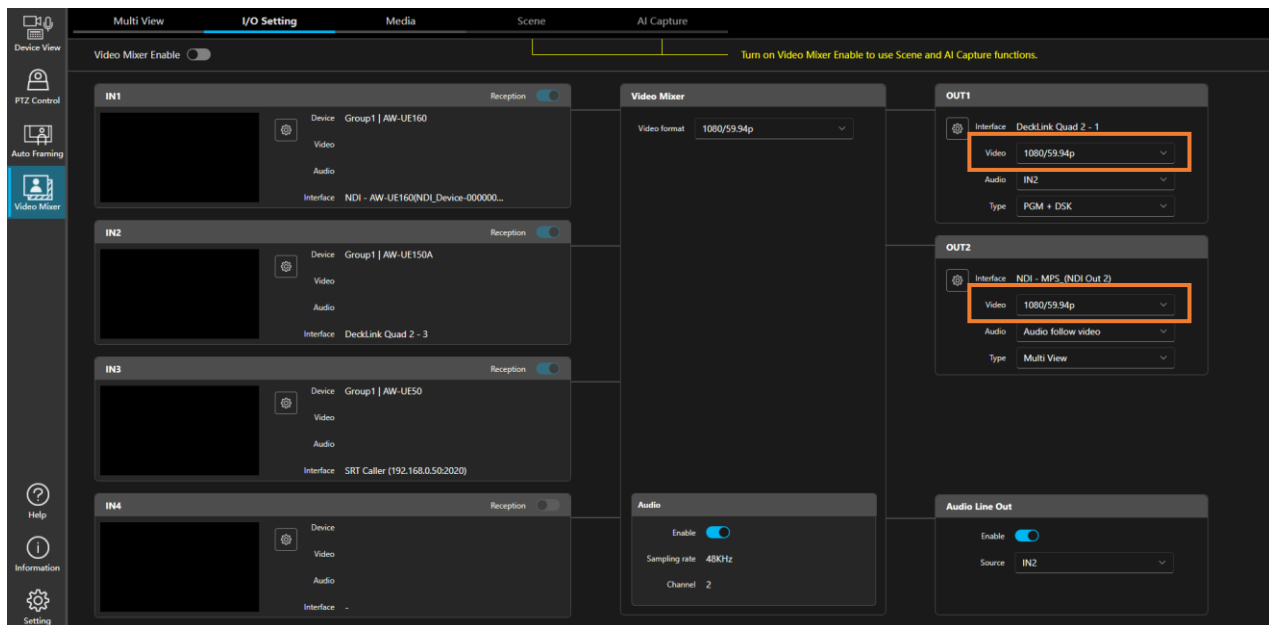 Multi View
I/O Setting
Media
Scene
AI Capture
Device View
Video Mixer Enable
Turn on Video Mixer Enable to use Scene and AI Capture functions.
PTZ Control
Auto Framing
Video Mixer
Help
Information
Setting
IN1
Reception
Device Group1 | AW-UE160
Video
Audio
Interface NDI - AW-UE160(NDI_Device-000000...
IN2
Reception
Device Group1 | AW-UE150A
Video
Audio
Interface DeckLink Quad 2 - 3
IN3
Reception
Device Group1 | AW-UE50
Video
Audio
Interface SRT Caller (192.168.0.50:2020)
IN4
Reception
Device
Video
Audio
Interface -
Video Mixer
Video format 1080/59.94p
Audio
Enable
Sampling rate 48KHz
Channel 2
OUT1
Interface DeckLink Quad 2 - 1
Video 1080/59.94p
Audio IN2
Type PGM + DSK
OUT2
Interface NDI - MPS_(NDI Out 2)
Video 1080/59.94p
Audio Audio follow video
Type Multi View
Audio Line Out
Enable
Source IN2